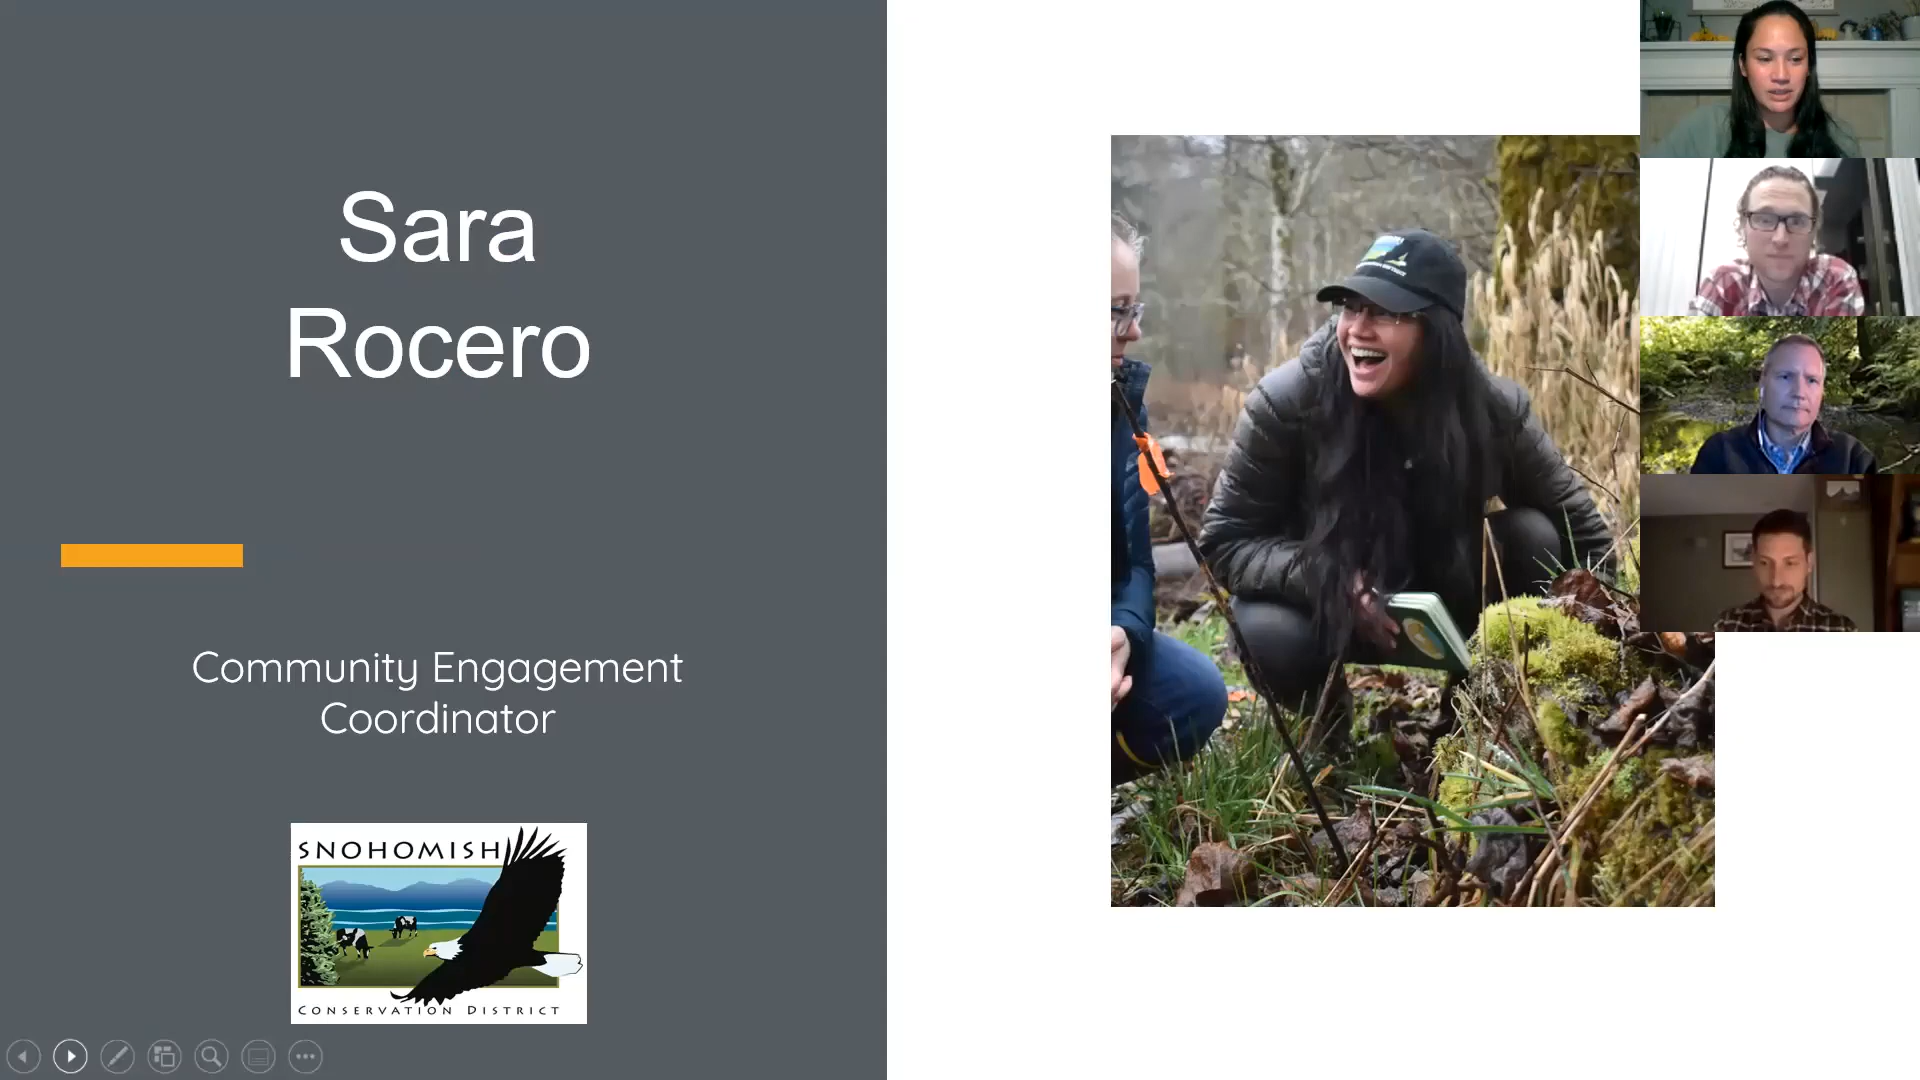 Sara
Rocero
Community Engagement
Coordinator
SNOHOMISH
CONSERVATION DISTRICT